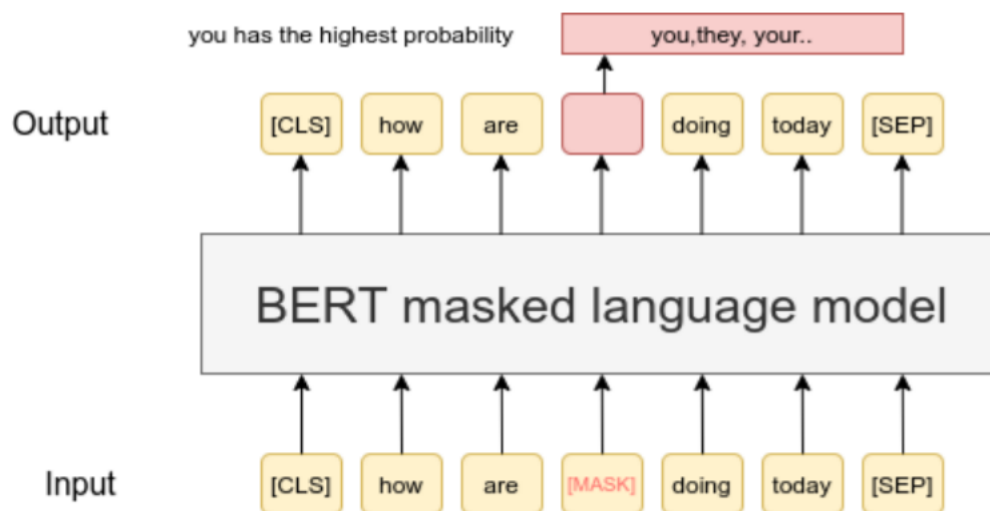 you has the highest probability
you,they, your..
Output
[CLS] how are doing today [SEP]
BERT masked language model
Input
[CLS] how are [MASK] doing today [SEP]